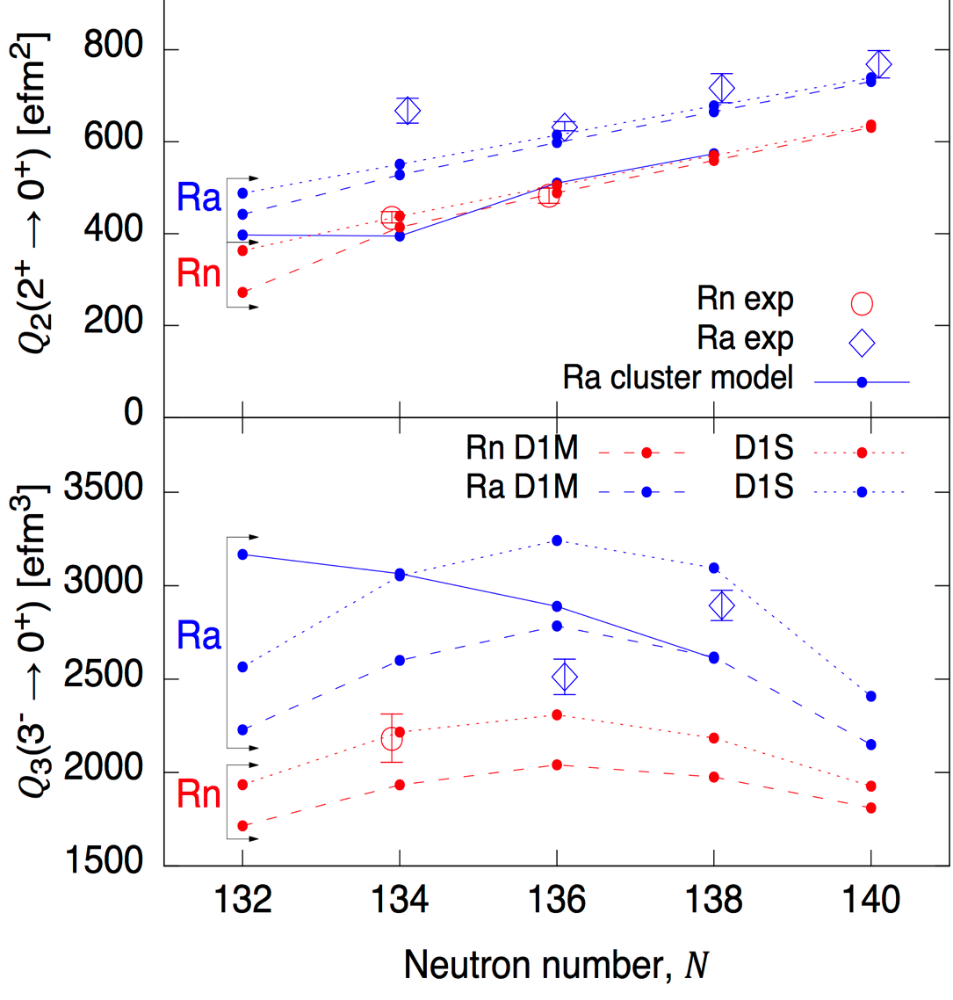 800
600
400
200
0
Q₂(2⁺ → 0⁺) [efm²]
Ra
Rn
Rn exp
Ra exp
Ra cluster model
Rn D1M
D1S
Ra D1M
D1S
3500
3000
2500
2000
1500
Q₃(3⁻ → 0⁺) [efm³]
Ra
Rn
132 134 136 138 140
Neutron number, N